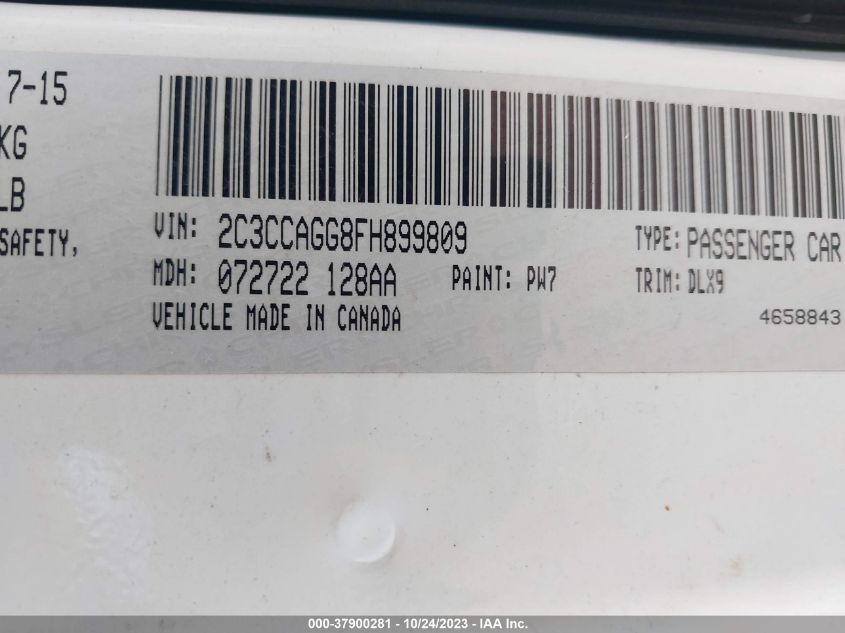 7-15
KG
LB
SAFETY,
VIN: 2C3CCAGG8FH899809
TYPE: PASSENGER CAR
MDH: 072722 128AA
PAINT: PW7
TRIM: DLX9
VEHICLE MADE IN CANADA
4658843
000-37900281 - 10/24/2023 - IAA Inc.